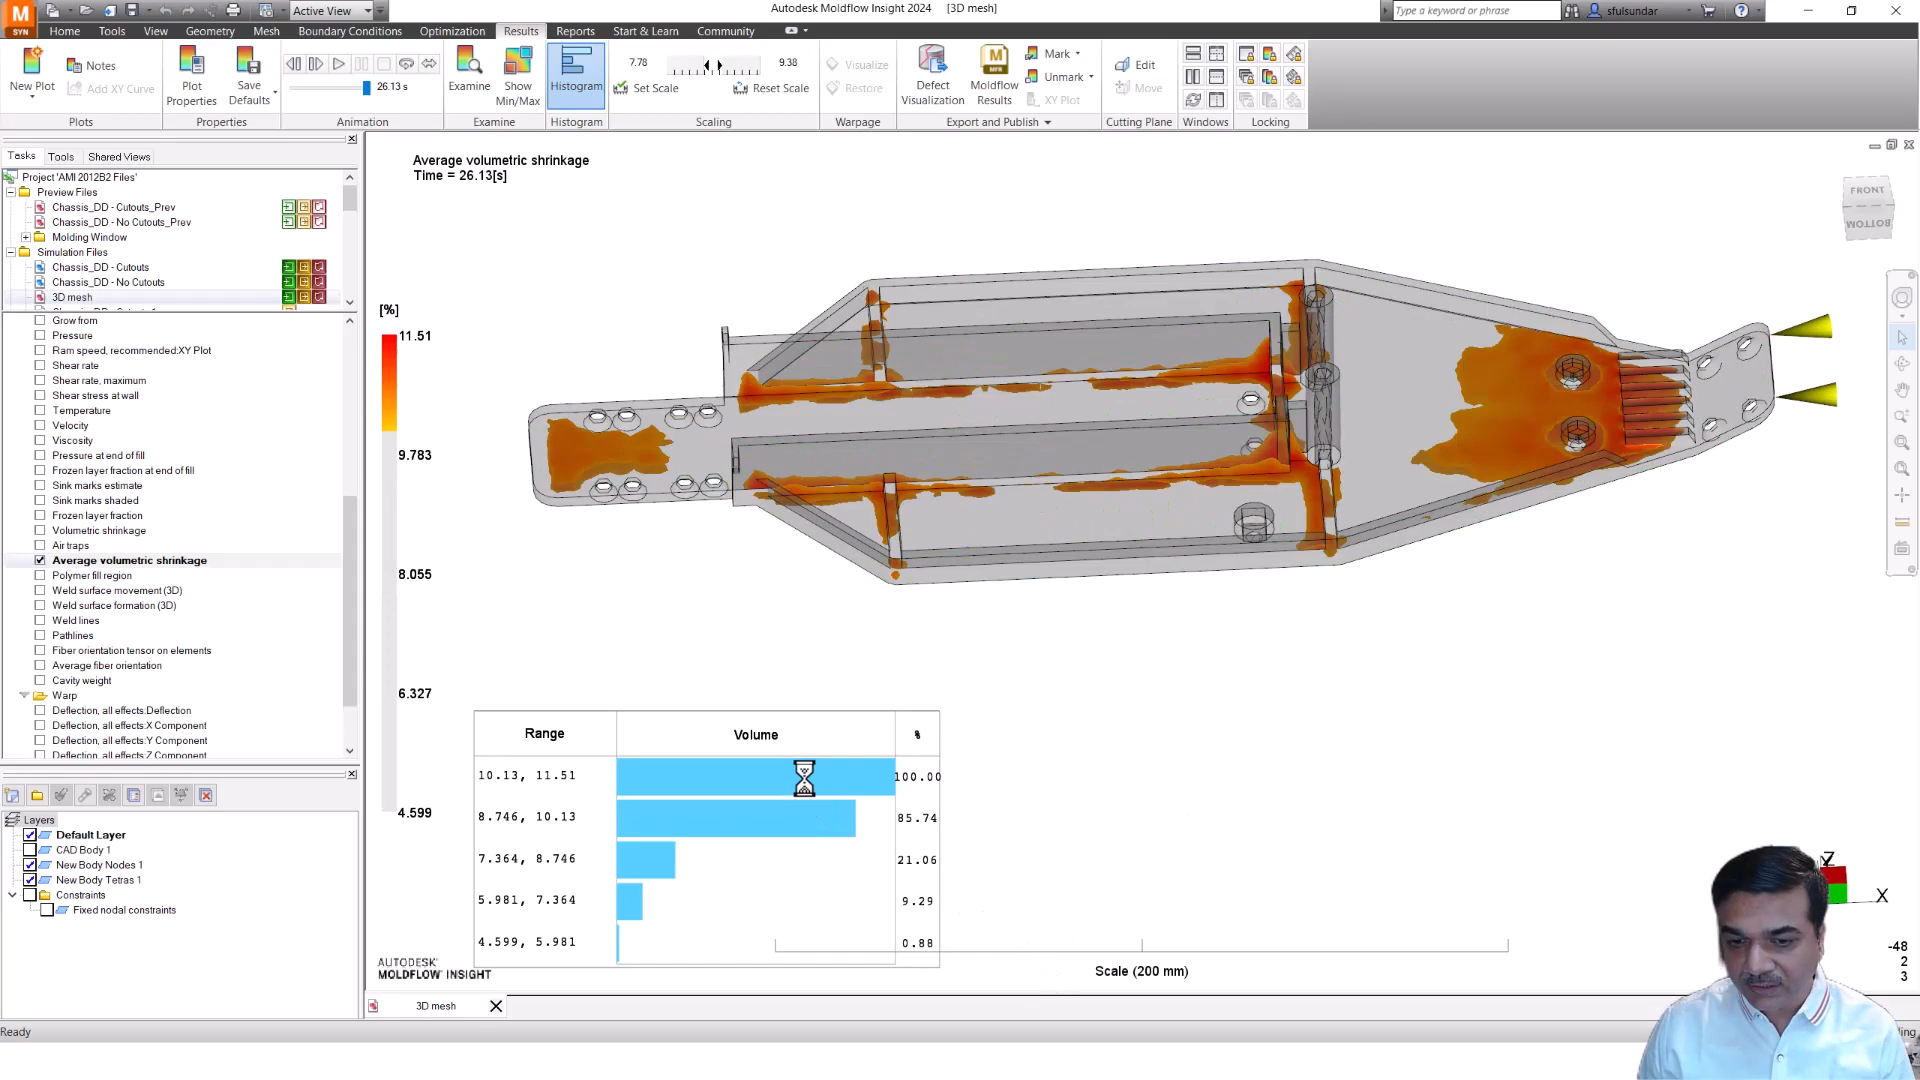 M
SYN
Active View
Autodesk Moldflow Insight 2024 [3D mesh]
Type a keyword or phrase
sfulsundar
Home Tools View Geometry Mesh Boundary Conditions Optimization Results Reports Start & Learn Community
New Plot
Notes
Add XY Curve
Plots
Plot Properties
Save Defaults
Properties
26.13 s
Animation
Examine
Show Min/Max
Examine
Histogram
Histogram
7.78
9.38
Set Scale
Reset Scale
Scaling
Visualize
Restore
Warpage
Defect Visualization
Moldflow Results
Mark
Unmark
XY Plot
Export and Publish
Edit
Move
Cutting Plane
Windows
Locking
Tasks Tools Shared Views
Project 'AMI 2012B2 Files'
Preview Files
Chassis_DD - Cutouts_Prev
Chassis_DD - No Cutouts_Prev
Molding Window
Simulation Files
Chassis_DD - Cutouts
Chassis_DD - No Cutouts
3D mesh
Grow from
Pressure
Ram speed, recommended:XY Plot
Shear rate
Shear rate, maximum
Shear stress at wall
Temperature
Velocity
Viscosity
Pressure at end of fill
Frozen layer fraction at end of fill
Sink marks estimate
Sink marks shaded
Frozen layer fraction
Volumetric shrinkage
Air traps
Average volumetric shrinkage
Polymer fill region
Weld surface movement (3D)
Weld surface formation (3D)
Weld lines
Pathlines
Fiber orientation tensor on elements
Average fiber orientation
Cavity weight
Warp
Deflection, all effects:Deflection
Deflection, all effects:X Component
Deflection, all effects:Y Component
Deflection, all effects:Z Component
Layers
Default Layer
CAD Body 1
New Body Nodes 1
New Body Tetras 1
Constraints
Fixed nodal constraints
Average volumetric shrinkage
Time = 26.13[s]
[%]
11.51
9.783
8.055
6.327
4.599
FRONT
BOTTOM
Range Volume %
10.13, 11.51 100.00
8.746, 10.13 85.74
7.364, 8.746 21.06
5.981, 7.364 9.29
4.599, 5.981 0.88
AUTODESK
MOLDFLOW INSIGHT
Scale (200 mm)
Z
X
-48
2
3
3D mesh
Ready